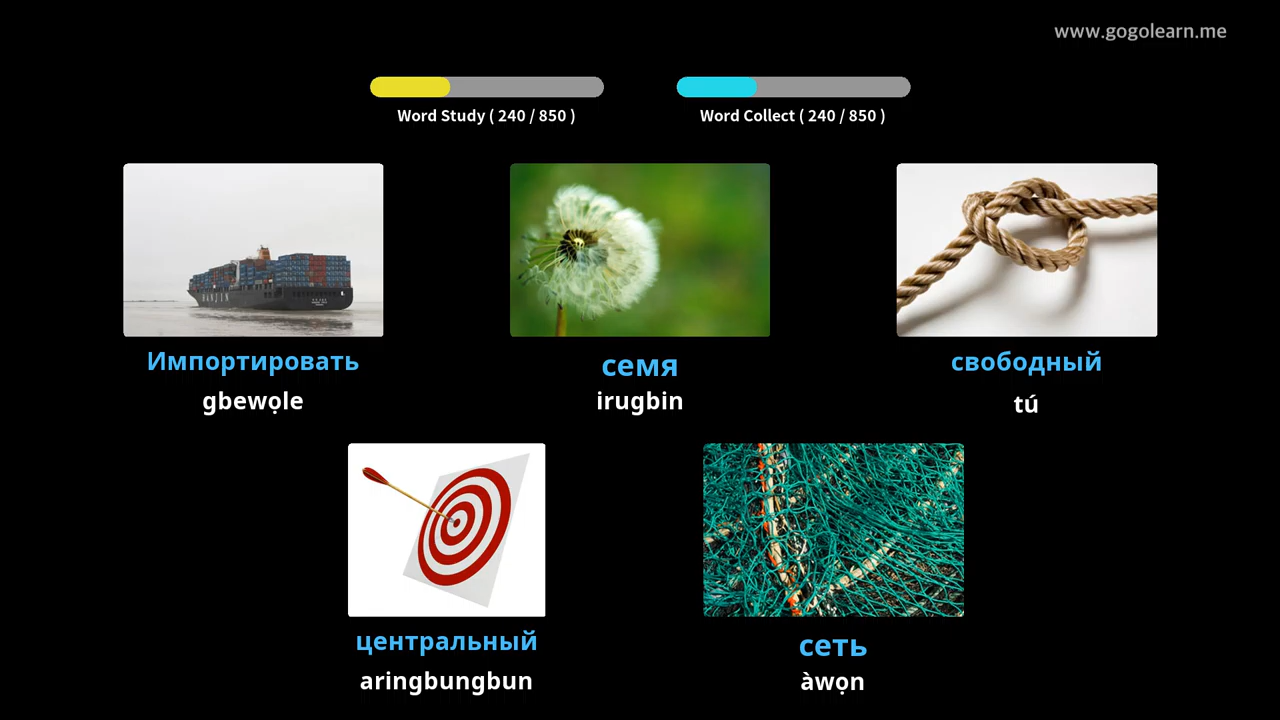 www.gogolearn.me
Word Study ( 240 / 850 )
Word Collect ( 240 / 850 )
Импортировать
gbewọle
семя
irugbin
свободный
tú
центральный
aringbungbun
сеть
àwọn